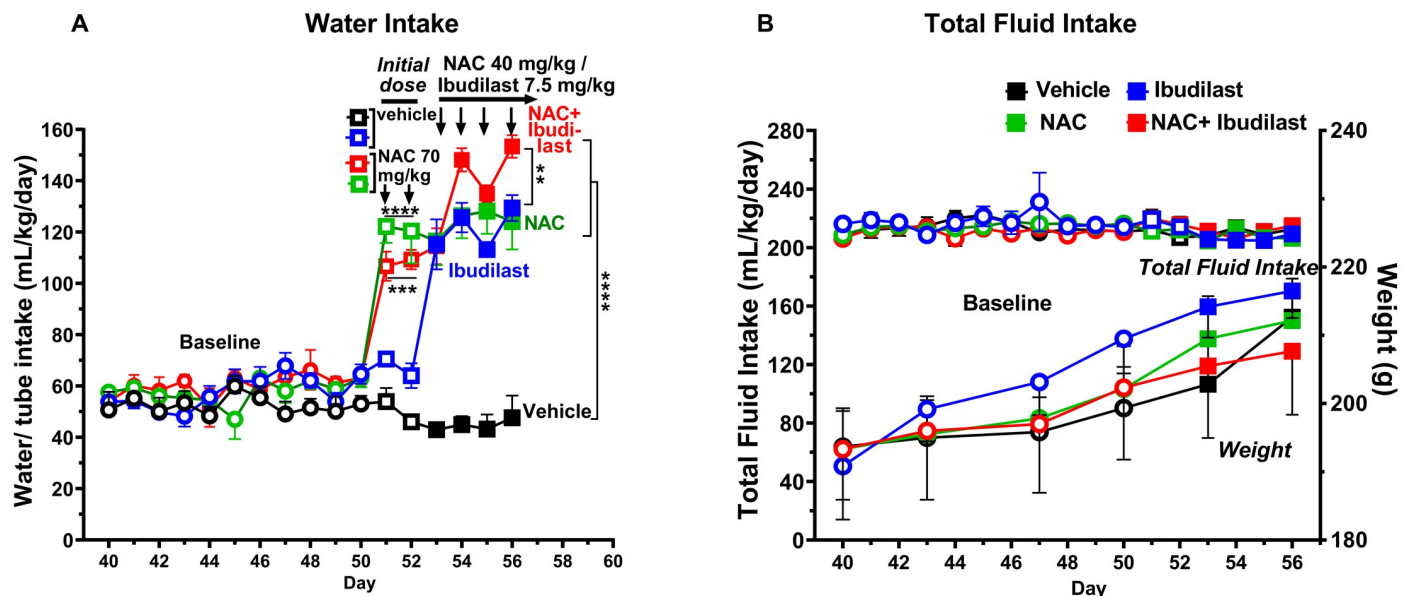 A
Water Intake
Initial
dose
NAC 40 mg/kg /
Ibudilast 7.5 mg/kg
vehicle
NAC 70
mg/kg
NAC+
Ibudi-
last
**
****
****
***
NAC
Ibudilast
Baseline
Vehicle
Water/ tube intake (mL/kg/day)
160
140
120
100
80
60
40
20
0
40 42 44 46 48 50 52 54 56 58 60
Day
B
Total Fluid Intake
Vehicle
Ibudilast
NAC
NAC+ Ibudilast
Total Fluid Intake (mL/kg/day)
280
240
200
160
120
80
40
0
Baseline
Total Fluid Intake
Weight
240
220
200
180
Weight (g)
40 42 44 46 48 50 52 54 56
Day